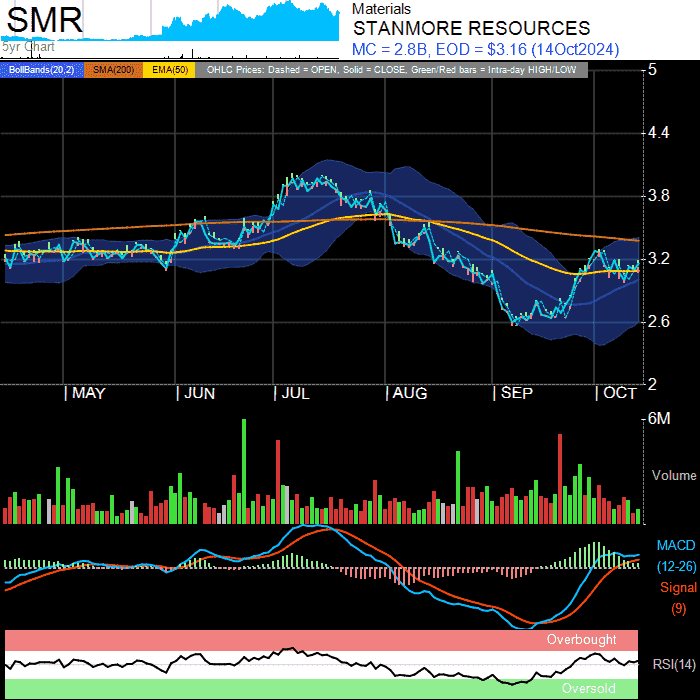 SMR
5yr Chart
Materials
STANMORE RESOURCES
MC = 2.8B, EOD = $3.16 (14Oct2024)
BollBands(20,2) SMA(200) EMA(50) OHLC Prices: Dashed = OPEN, Solid = CLOSE, Green/Red bars = Intra-day HIGH/LOW
5
4.4
3.8
3.2
2.6
2
| MAY | JUN | JUL | AUG | SEP | OCT
6M
Volume
MACD
(12-26)
Signal
(9)
Overbought
RSI(14)
Oversold